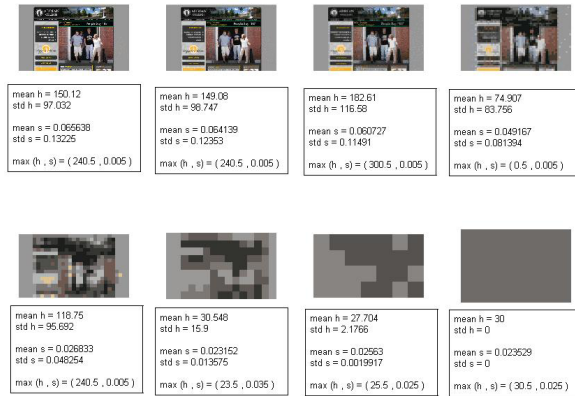 mean h = 150.12
std h = 97.032
mean s = 0.065638
std s = 0.13225
max (h , s) = ( 240.5 , 0.005 )
mean h = 149.08
std h = 98.747
mean s = 0.064139
std s = 0.12353
max (h , s) = ( 240.5 , 0.005 )
mean h = 182.61
std h = 116.58
mean s = 0.060727
std s = 0.11491
max (h , s) = ( 300.5 , 0.005 )
mean h = 74.907
std h = 83.756
mean s = 0.049167
std s = 0.081394
max (h , s) = ( 0.5 , 0.005 )
mean h = 118.75
std h = 95.692
mean s = 0.026833
std s = 0.048254
max (h , s) = ( 240.5 , 0.005 )
mean h = 30.548
std h = 15.9
mean s = 0.023152
std s = 0.013575
max (h , s) = ( 23.5 , 0.035 )
mean h = 27.704
std h = 2.1766
mean s = 0.02563
std s = 0.0019917
max (h , s) = ( 25.5 , 0.025 )
mean h = 30
std h = 0
mean s = 0.023529
std s = 0
max (h , s) = ( 30.5 , 0.025 )